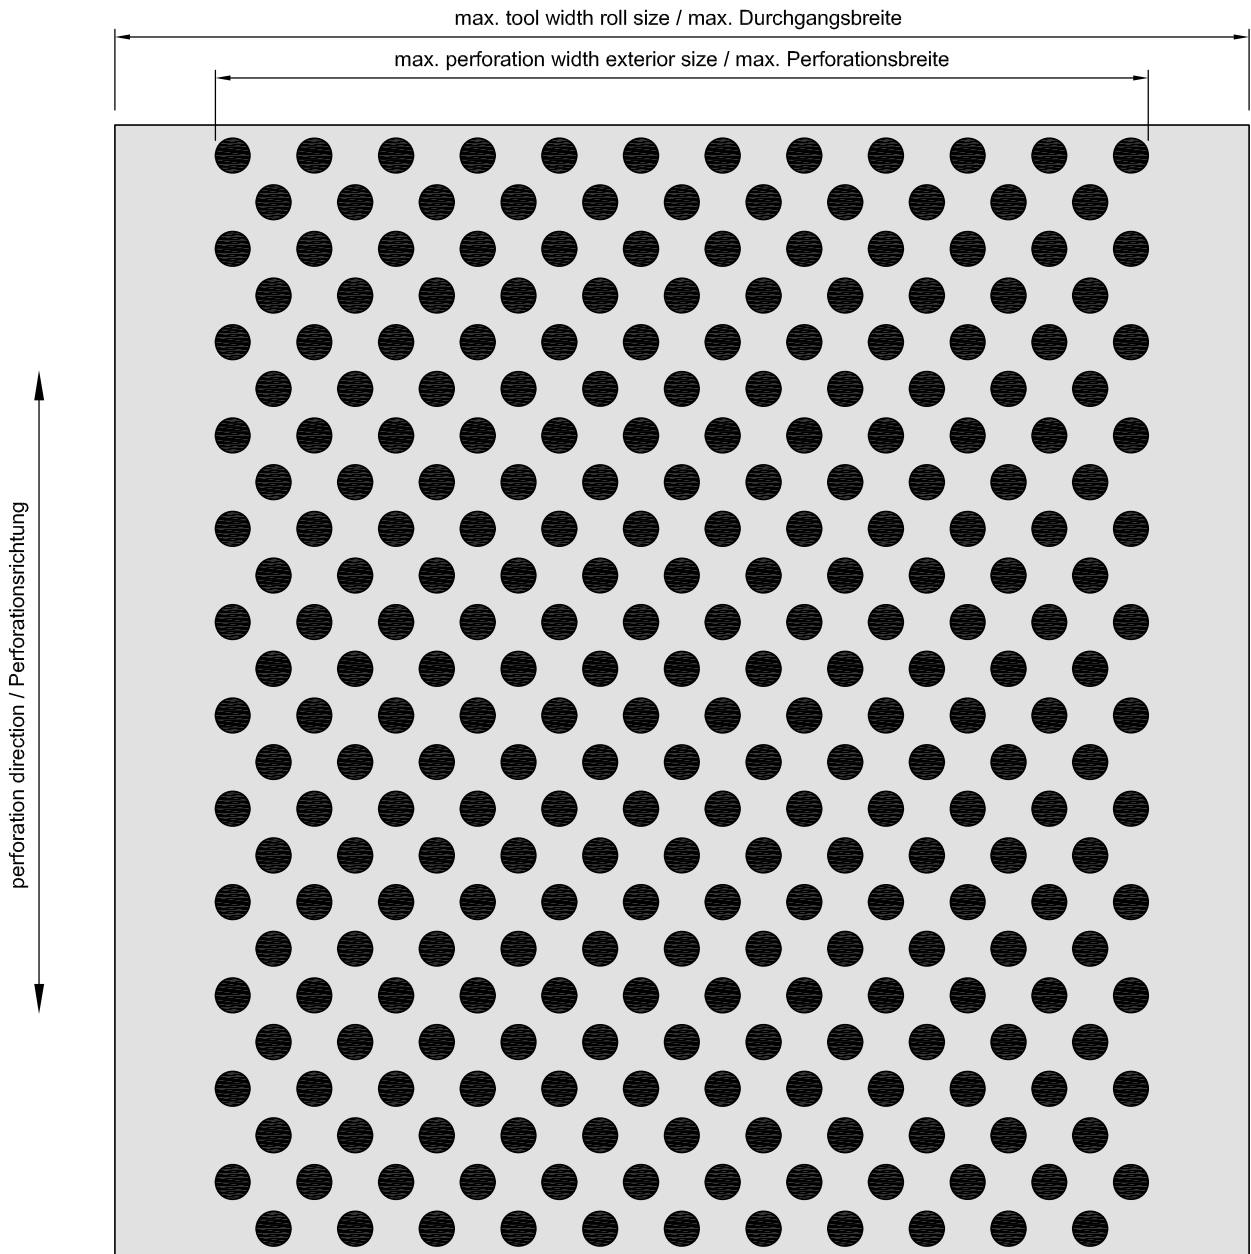 max. tool width roll size / max. Durchgangsbreite
max. perforation width exterior size / max. Perforationsbreite
perforation direction / Perforationsrichtung